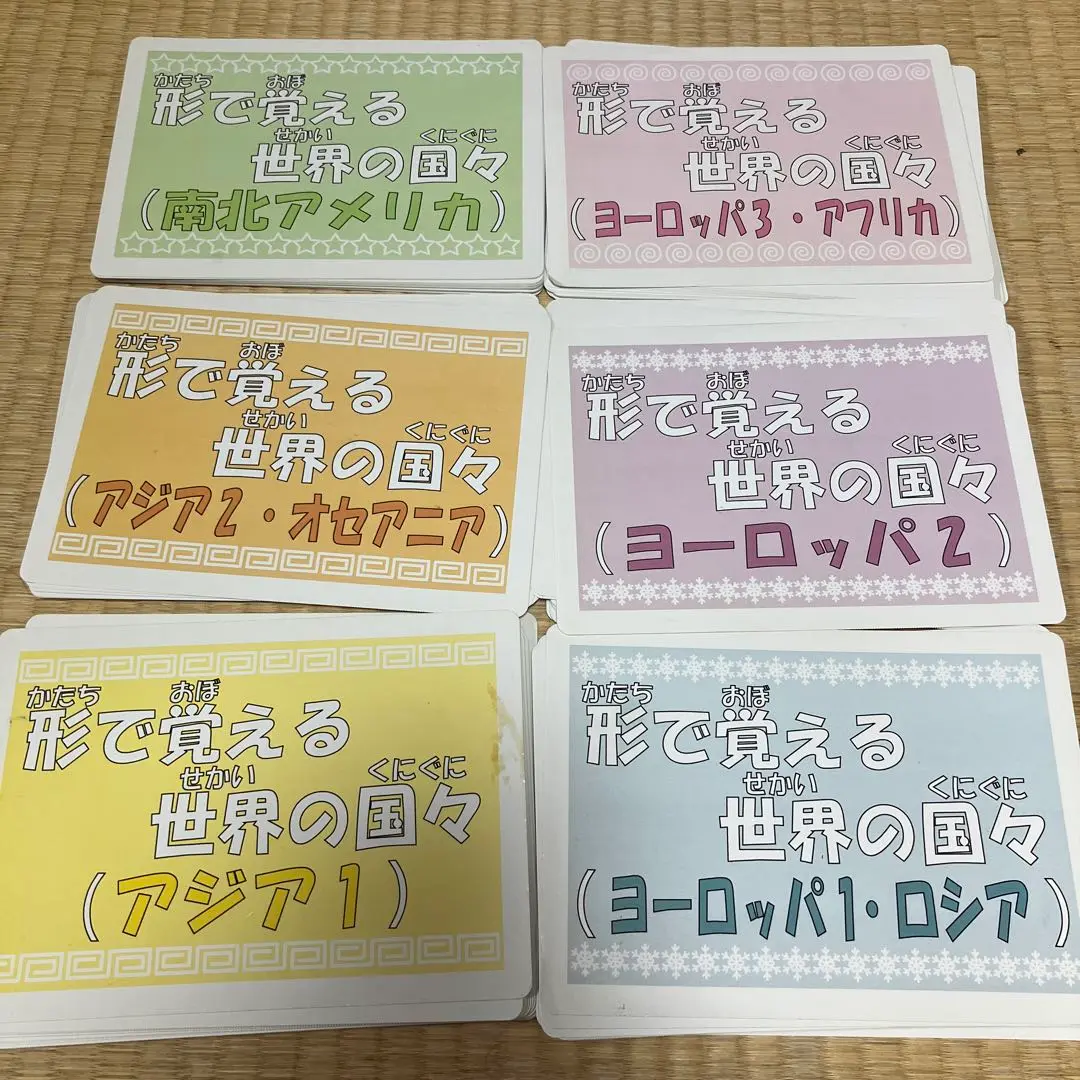 かたち おぼ
形で覚える
せかい くにぐに
世界の国々
(南北アメリカ)
かたち おぼ
形で覚える
せかい くにぐに
世界の国々
(ヨーロッパ3・アフリカ)
かたち おぼ
形で覚える
せかい くにぐに
世界の国々
(アジア2・オセアニア)
かたち おぼ
形で覚える
せかい くにぐに
世界の国々
(ヨーロッパ2)
かたち おぼ
形で覚える
せかい くにぐに
世界の国々
(アジア1)
かたち おぼ
形で覚える
せかい くにぐに
世界の国々
(ヨーロッパ1・ロシア)